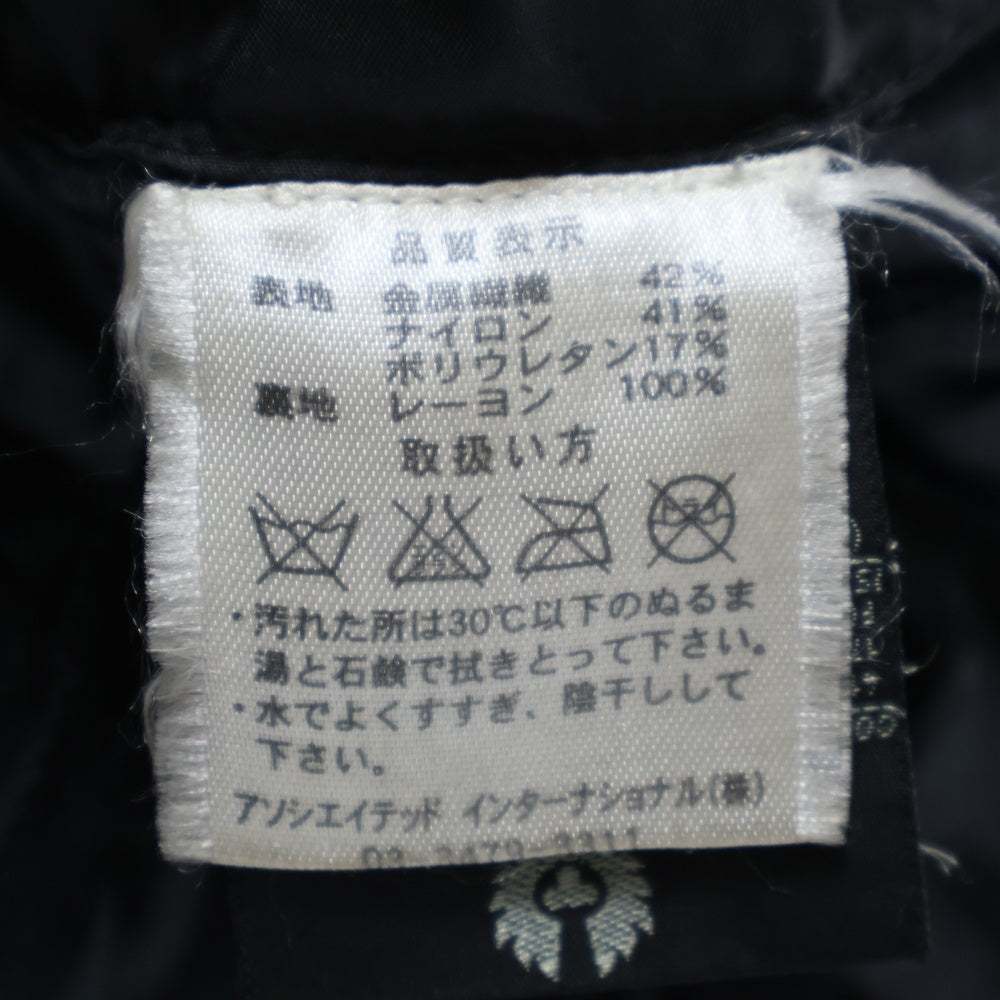 品質表示
表地 金属繊維 42%
ナイロン 41%
ポリウレタン 17%
裏地 レーヨン 100%
取扱い方
・汚れた所は30℃以下のぬるま
湯と石鹸で拭きとって下さい。
・水でよくすすぎ、陰干しして
下さい。
アソシエイテッド インターナショナル(株)
03 3479 3311